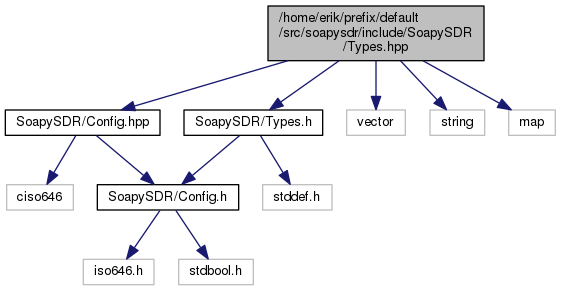 /home/erik/prefix/default
/src/soapysdr/include/SoapySDR
/Types.hpp
SoapySDR/Config.hpp
SoapySDR/Types.h
vector
string
map
ciso646
SoapySDR/Config.h
stddef.h
iso646.h
stdbool.h